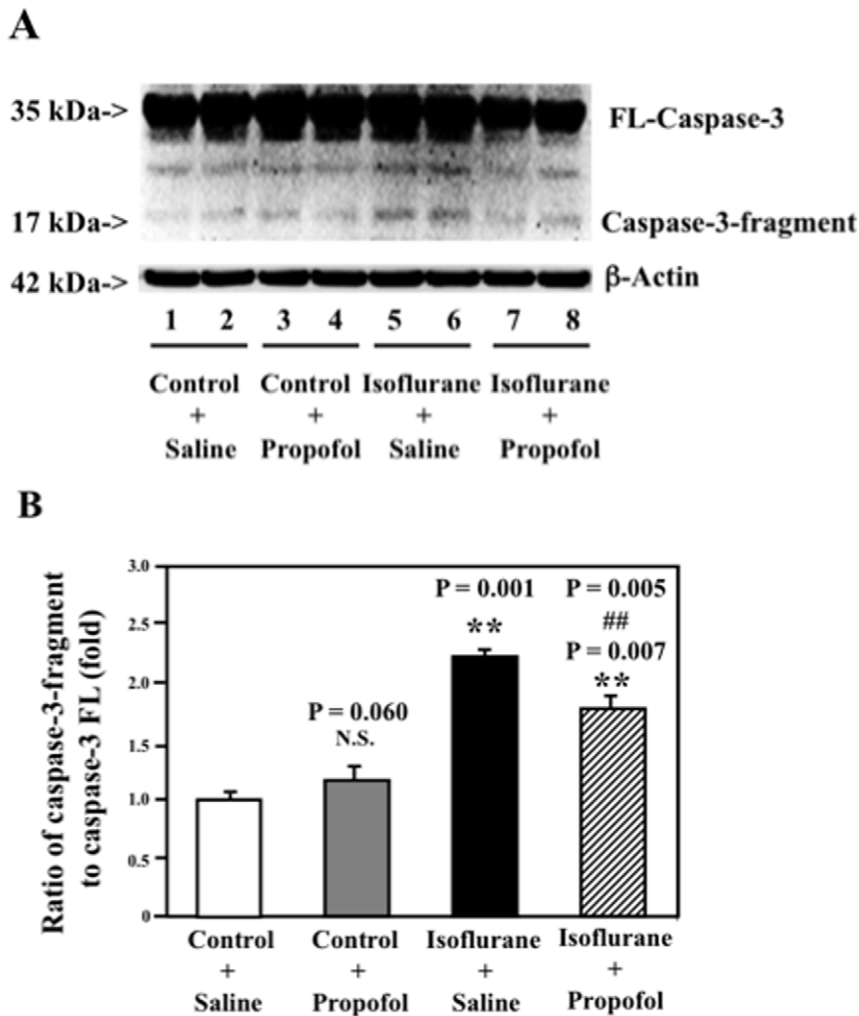 A
35 kDa-> FL-Caspase-3
17 kDa-> Caspase-3-fragment
42 kDa-> β-Actin
1 2 3 4 5 6 7 8
Control Control Isoflurane Isoflurane
+ + + +
Saline Propofol Saline Propofol
B
Ratio of caspase-3-fragment
to caspase-3 FL (fold)
3.0
2.5
2.0
1.5
1.0
0.5
0
P = 0.060
N.S.
P = 0.001
**
P = 0.005
##
P = 0.007
**
Control Control Isoflurane Isoflurane
+ + + +
Saline Propofol Saline Propofol